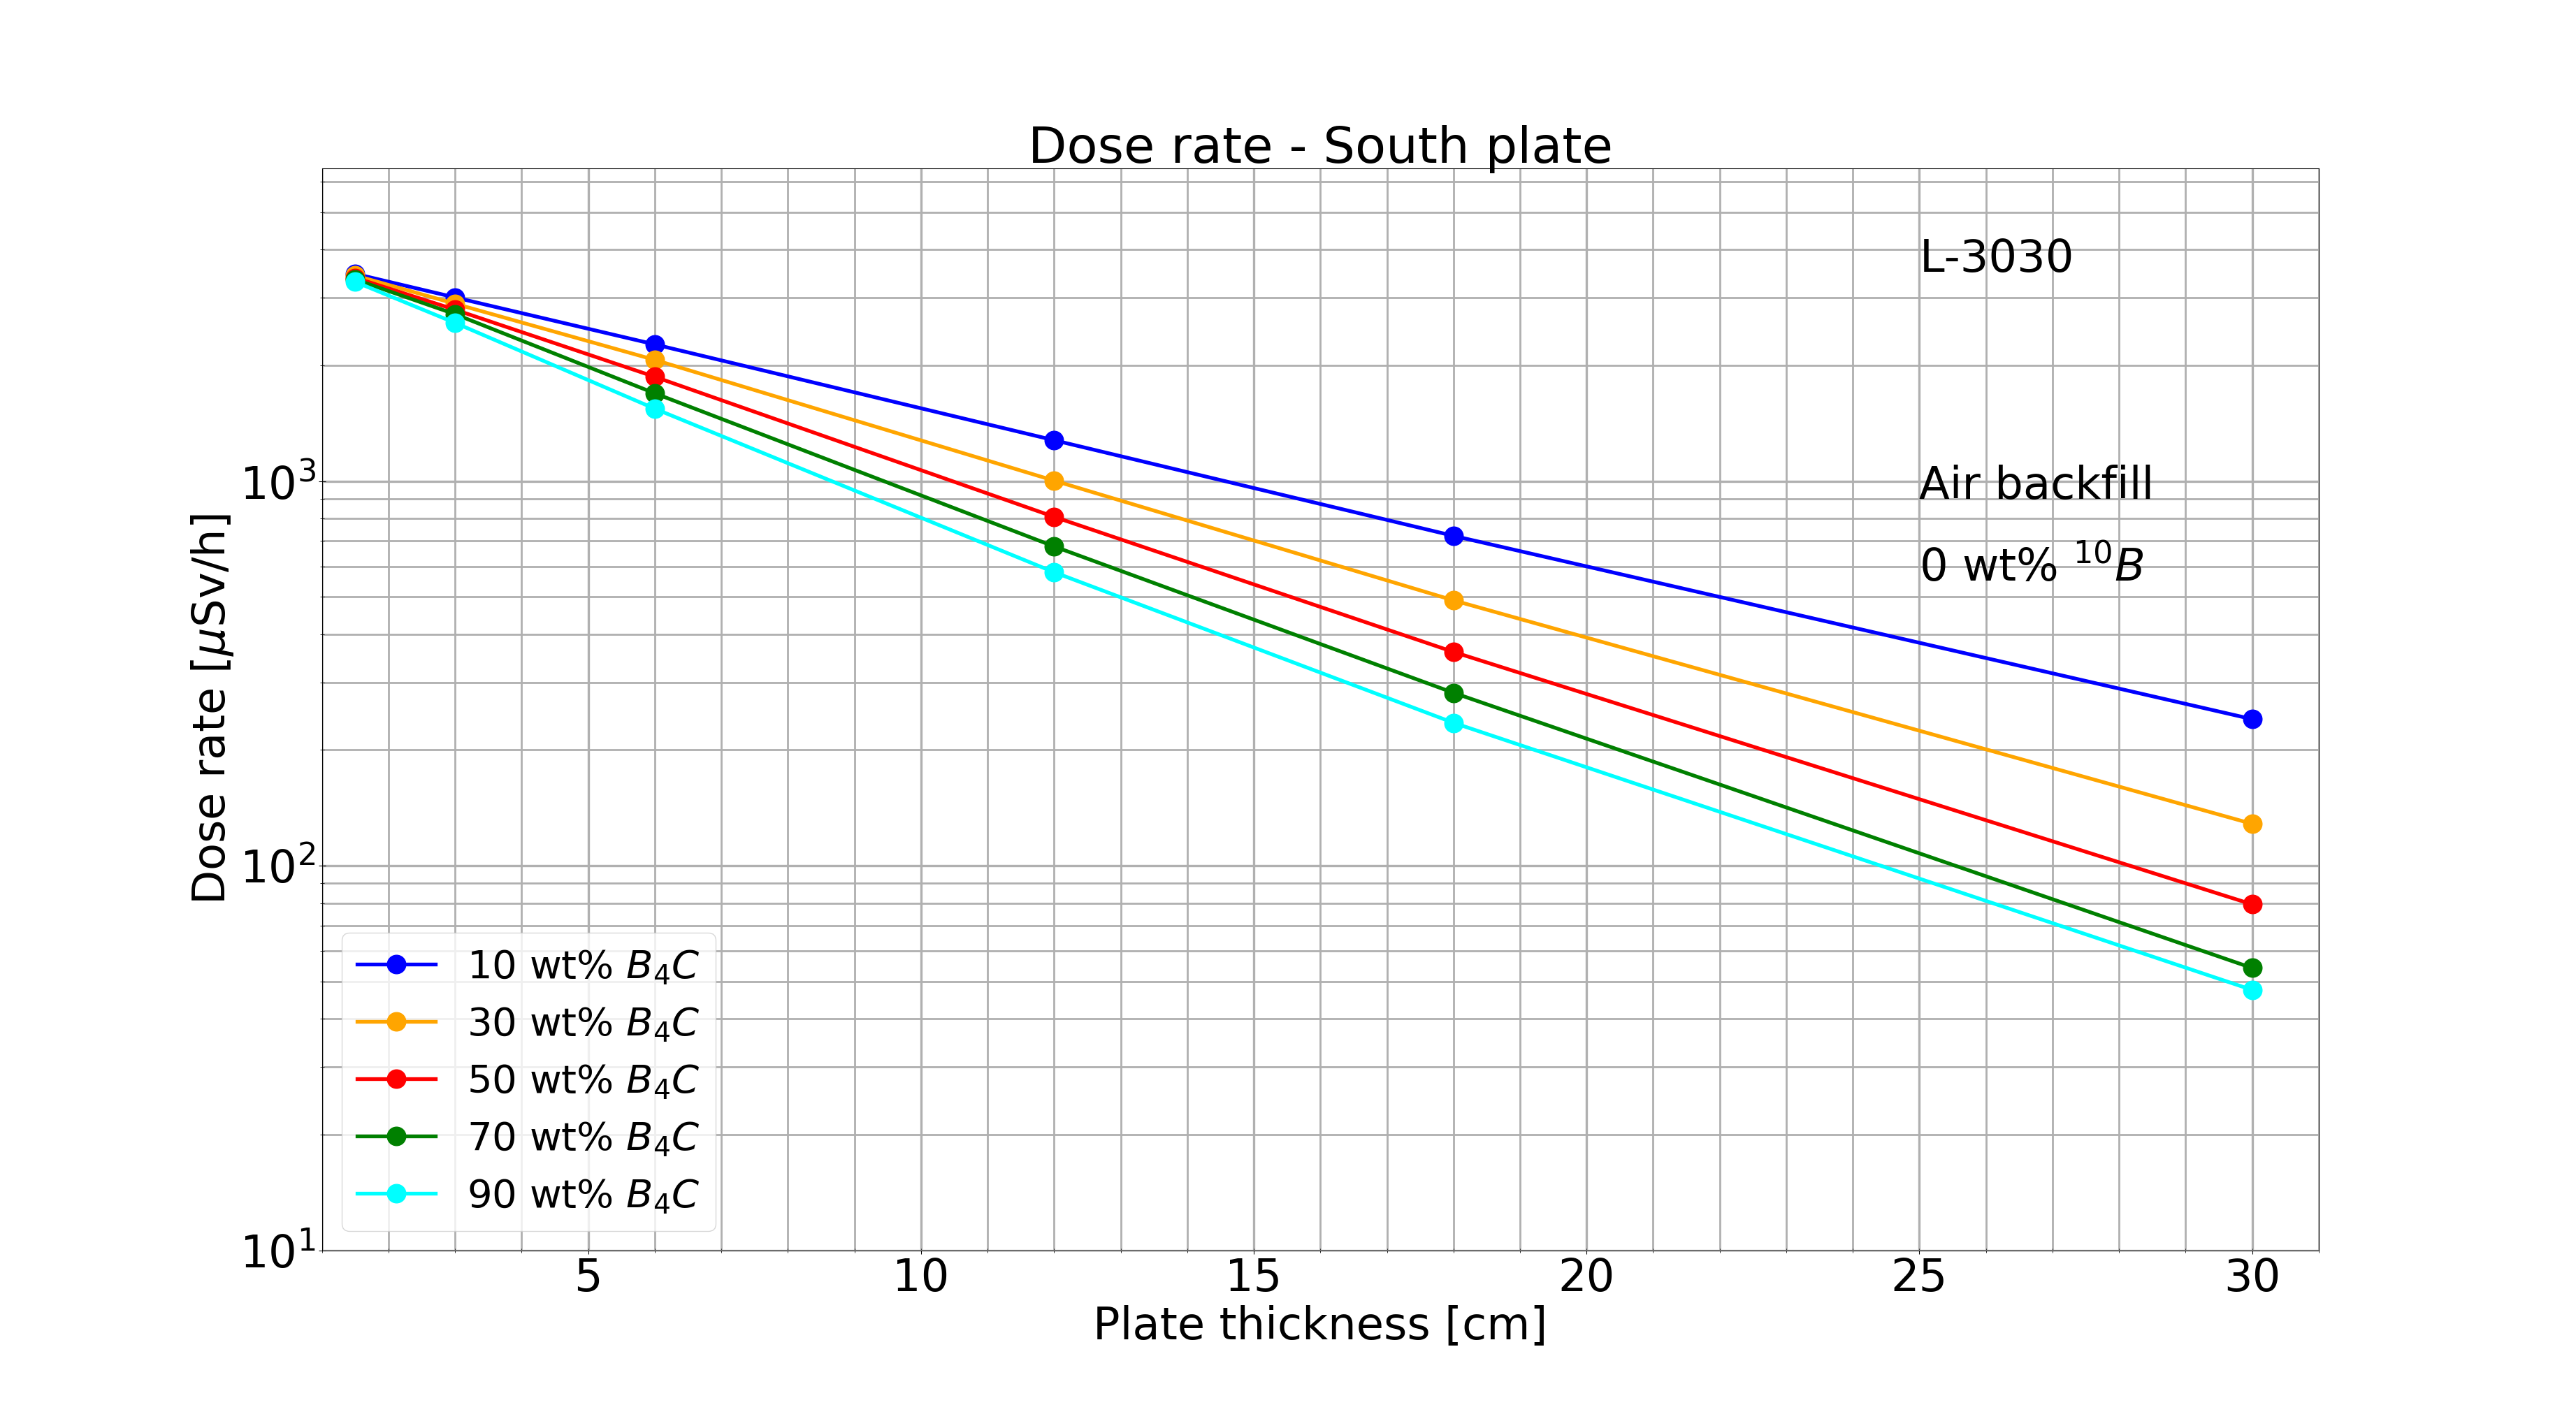 Dose rate - South plate
L-3030
Air backfill
0 wt% ¹⁰B
Dose rate [μSv/h]
10³
10²
10¹
10 wt% B₄C
30 wt% B₄C
50 wt% B₄C
70 wt% B₄C
90 wt% B₄C
5 10 15 20 25 30
Plate thickness [cm]